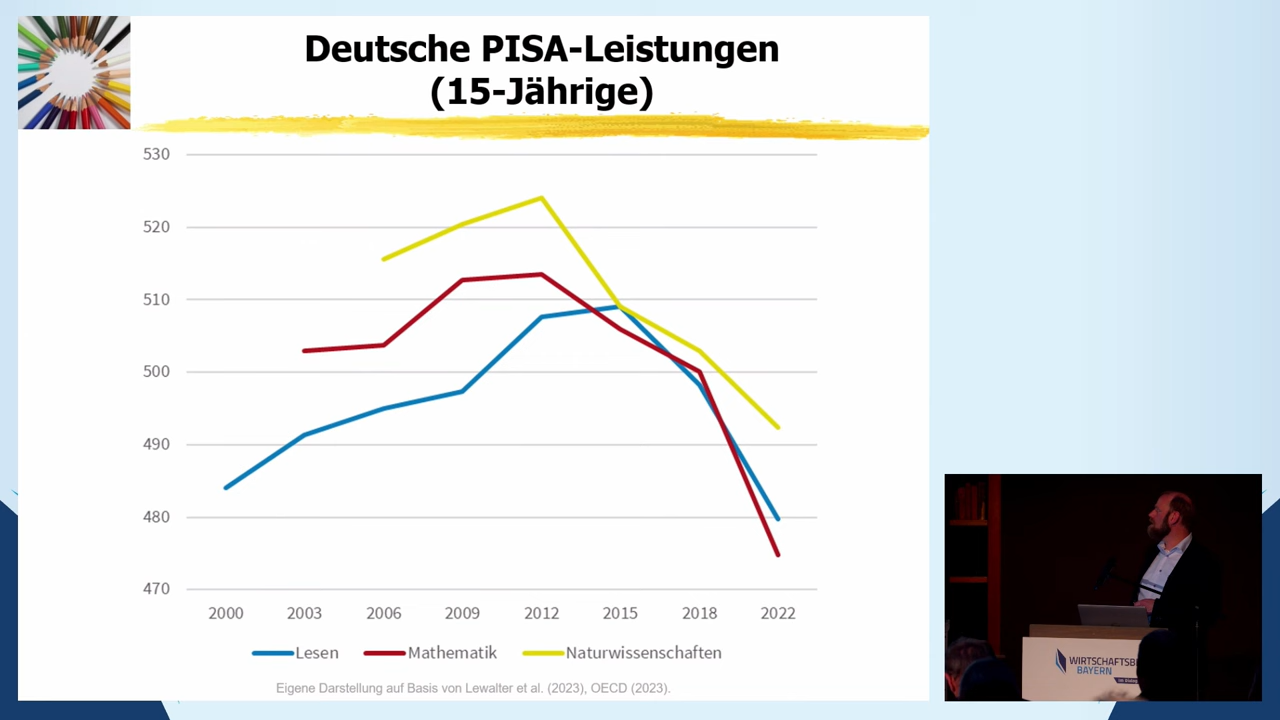 Deutsche PISA-Leistungen
(15-Jährige)
530
520
510
500
490
480
470
2000 2003 2006 2009 2012 2015 2018 2022
Lesen Mathematik Naturwissenschaften
Eigene Darstellung auf Basis von Lewalter et al. (2023), OECD (2023).
BAYERN